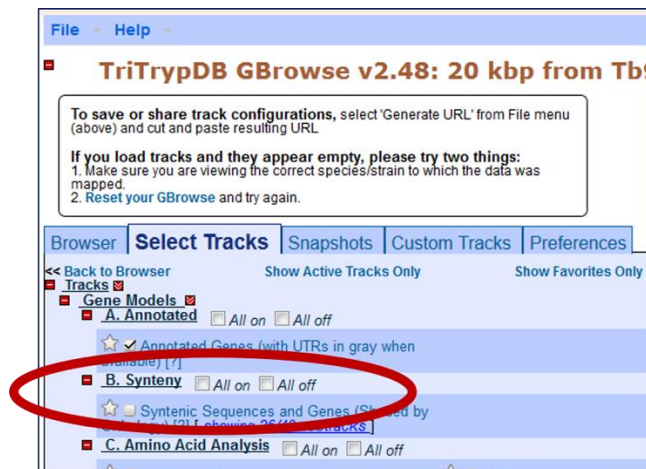 File Help
TriTrypDB GBrowse v2.48: 20 kbp from Tb9
To save or share track configurations, select 'Generate URL' from File menu
(above) and cut and paste resulting URL
If you load tracks and they appear empty, please try two things:
1. Make sure you are viewing the correct species/strain to which the data was
mapped.
2. Reset your GBrowse and try again.
Browser Select Tracks Snapshots Custom Tracks Preferences
<< Back to Browser Show Active Tracks Only Show Favorites Only
Tracks
Gene Models
A. Annotated All on All off
Annotated Genes (with UTRs in gray when
available) [?]
B. Synteny All on All off
Syntenic Sequences and Genes (Shaded by
[?] [ showing 26/40 subtracks ]
C. Amino Acid Analysis All on All off